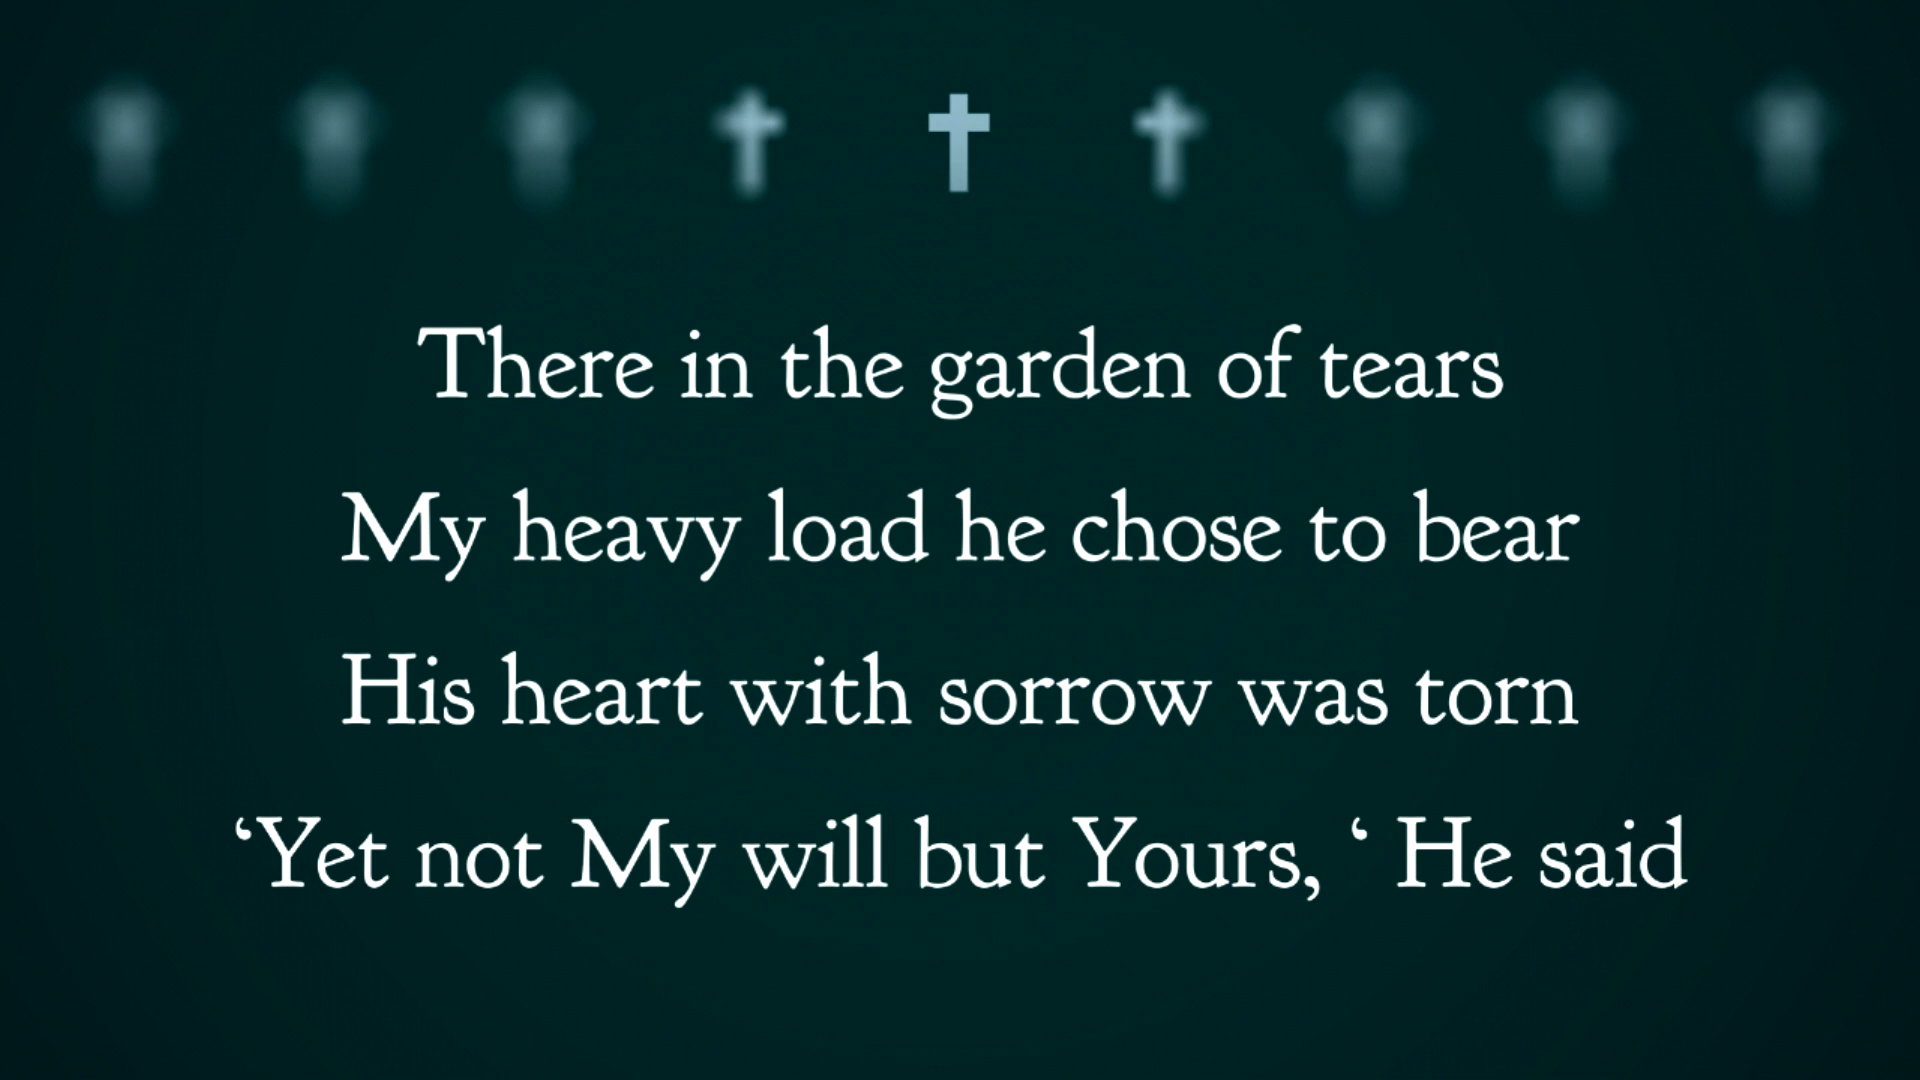 There in the garden of tears
My heavy load he chose to bear
His heart with sorrow was torn
‘Yet not My will but Yours, ‘ He said